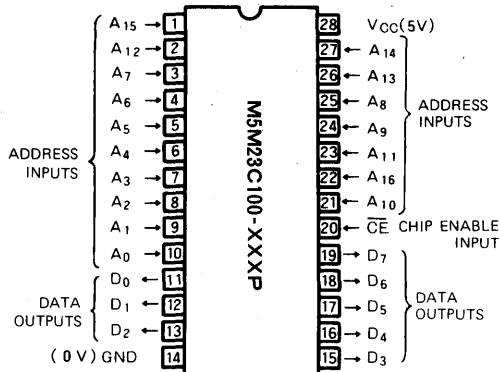 A15 → 1
A12 → 2
A7 → 3
A6 → 4
A5 → 5
A4 → 6
A3 → 7
A2 → 8
A1 → 9
A0 → 10
D0 ← 11
D1 ← 12
D2 ← 13
(0V) GND 14
ADDRESS
INPUTS
DATA
OUTPUTS
M5M23C100-XXXP
28 VCC(5V)
27 ← A14
26 ← A13
25 ← A8
24 ← A9
23 ← A11
22 ← A16
21 ← A10
20 ← CE CHIP ENABLE
INPUT
19 → D7
18 → D6
17 → D5
16 → D4
15 → D3
ADDRESS
INPUTS
DATA
OUTPUTS